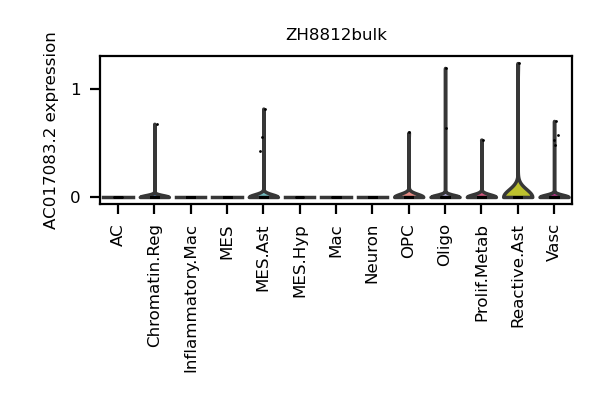 ZH8812bulk
AC017083.2 expression
1
0
AC
Chromatin.Reg
Inflammatory.Mac
MES
MES.Ast
MES.Hyp
Mac
Neuron
OPC
Oligo
Prolif.Metab
Reactive.Ast
Vasc